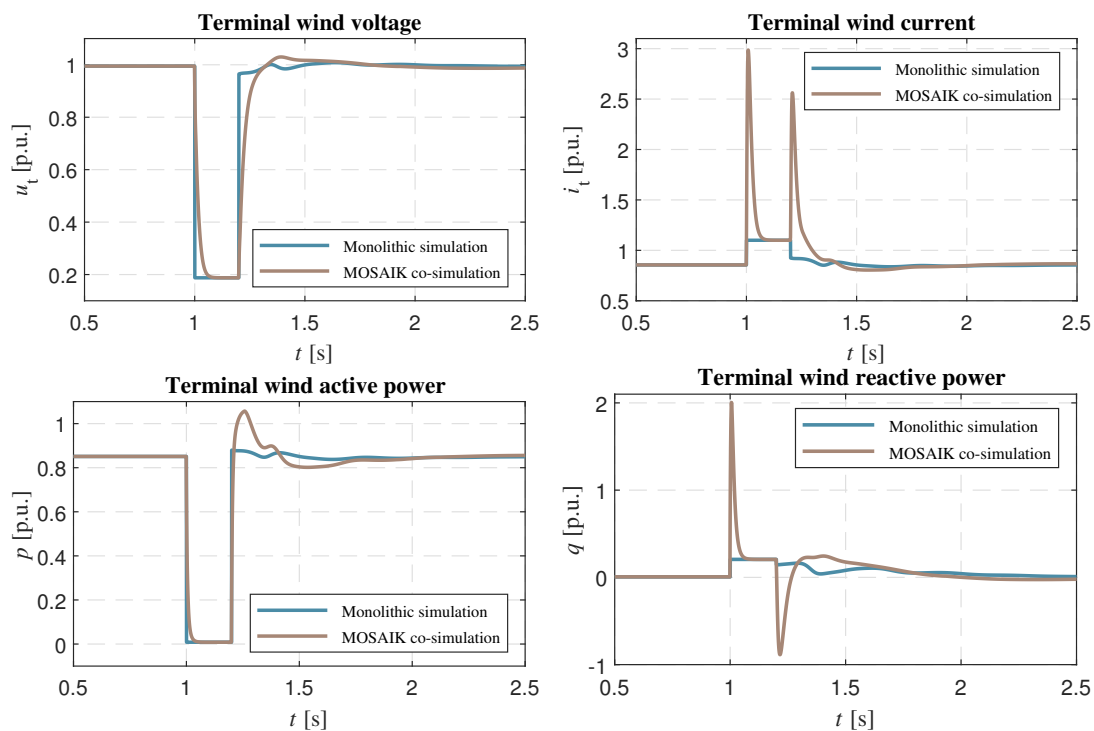 Terminal wind voltage
1
0.8
0.6
0.4
0.2
u_t [p.u.]
Monolithic simulation
MOSAIK co-simulation
0.5 1 1.5 2 2.5
t [s]
Terminal wind current
3
2.5
2
1.5
1
0.5
i_t [p.u.]
Monolithic simulation
MOSAIK co-simulation
0.5 1 1.5 2 2.5
t [s]
Terminal wind active power
1
0.8
0.6
0.4
0.2
0
p [p.u.]
Monolithic simulation
MOSAIK co-simulation
0.5 1 1.5 2 2.5
t [s]
Terminal wind reactive power
2
1
0
-1
q [p.u.]
Monolithic simulation
MOSAIK co-simulation
0.5 1 1.5 2 2.5
t [s]